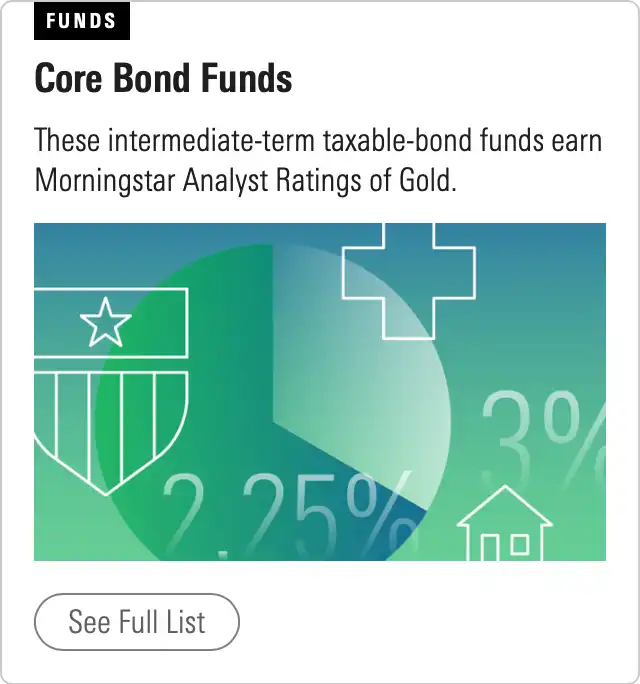 FUNDS
Core Bond Funds
These intermediate-term taxable-bond funds earn
Morningstar Analyst Ratings of Gold.
3%
2.25%
See Full List